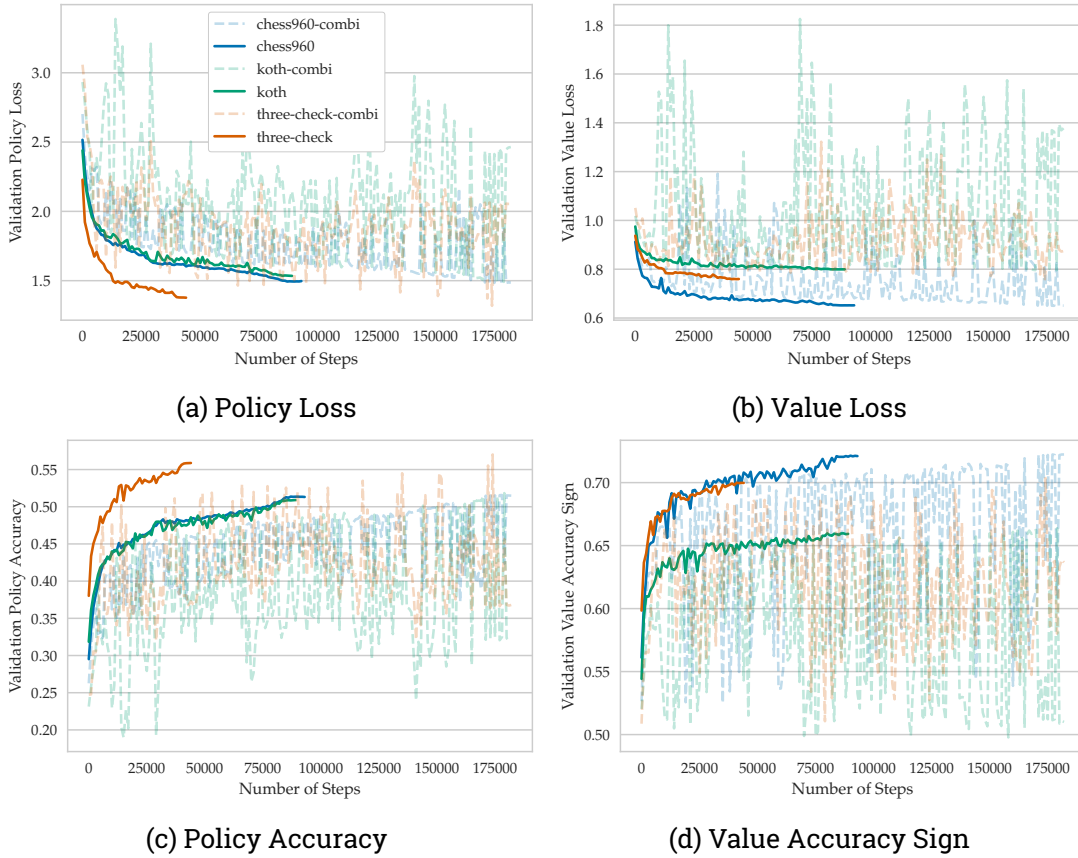 chess960-combi
chess960
koth-combi
koth
three-check-combi
three-check
Validation Policy Loss
3.0
2.5
2.0
1.5
0 25000 50000 75000 100000 125000 150000 175000
Number of Steps
(a) Policy Loss
Validation Value Loss
1.8
1.6
1.4
1.2
1.0
0.8
0.6
0 25000 50000 75000 100000 125000 150000 175000
Number of Steps
(b) Value Loss
Validation Policy Accuracy
0.55
0.50
0.45
0.40
0.35
0.30
0.25
0.20
0 25000 50000 75000 100000 125000 150000 175000
Number of Steps
(c) Policy Accuracy
Validation Value Accuracy Sign
0.70
0.65
0.60
0.55
0.50
0 25000 50000 75000 100000 125000 150000 175000
Number of Steps
(d) Value Accuracy Sign